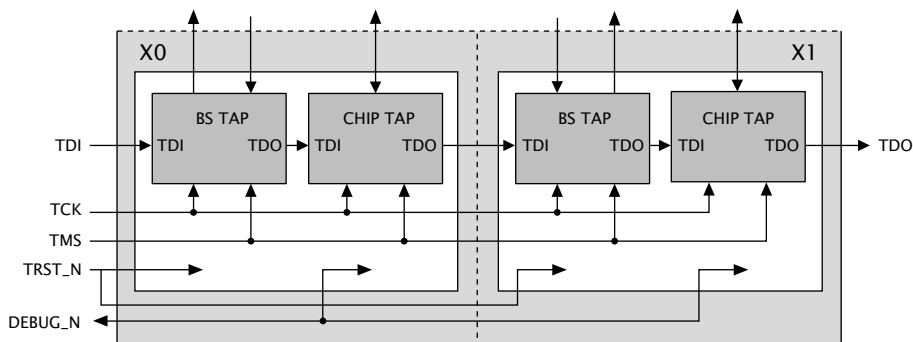 X0 X1
BS TAP CHIP TAP BS TAP CHIP TAP
TDI TDI TDO TDI TDO TDI TDO TDI TDO TDO
TCK
TMS
TRST_N
DEBUG_N